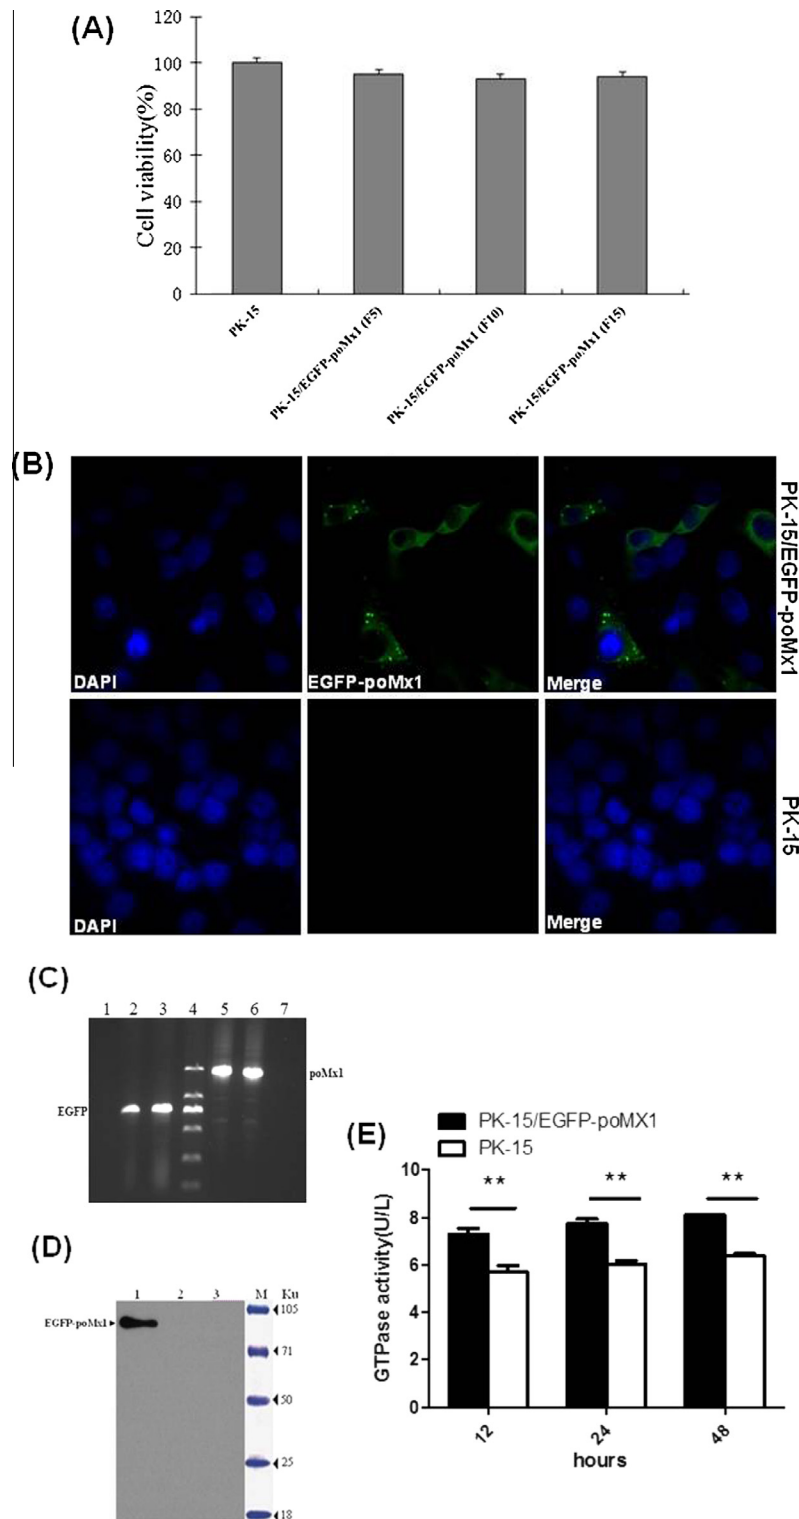 (A)
120
100
80
60
40
20
0
Cell viability(%)
PK-15
PK-15/EGFP-poMx1 (F5)
PK-15/EGFP-poMx1 (F10)
PK-15/EGFP-poMx1 (F15)
(B)
DAPI
EGFP-poMx1
Merge
PK-15/EGFP-poMx1
DAPI
Merge
PK-15
(C)
1 2 3 4 5 6 7
EGFP
poMx1
(D)
1 2 3 M Ku
EGFP-poMx1
105
71
50
25
18
(E)
PK-15/EGFP-poMX1
PK-15
10
8
6
4
2
0
GTPase activity(U/L)
** ** **
12 24 48
hours